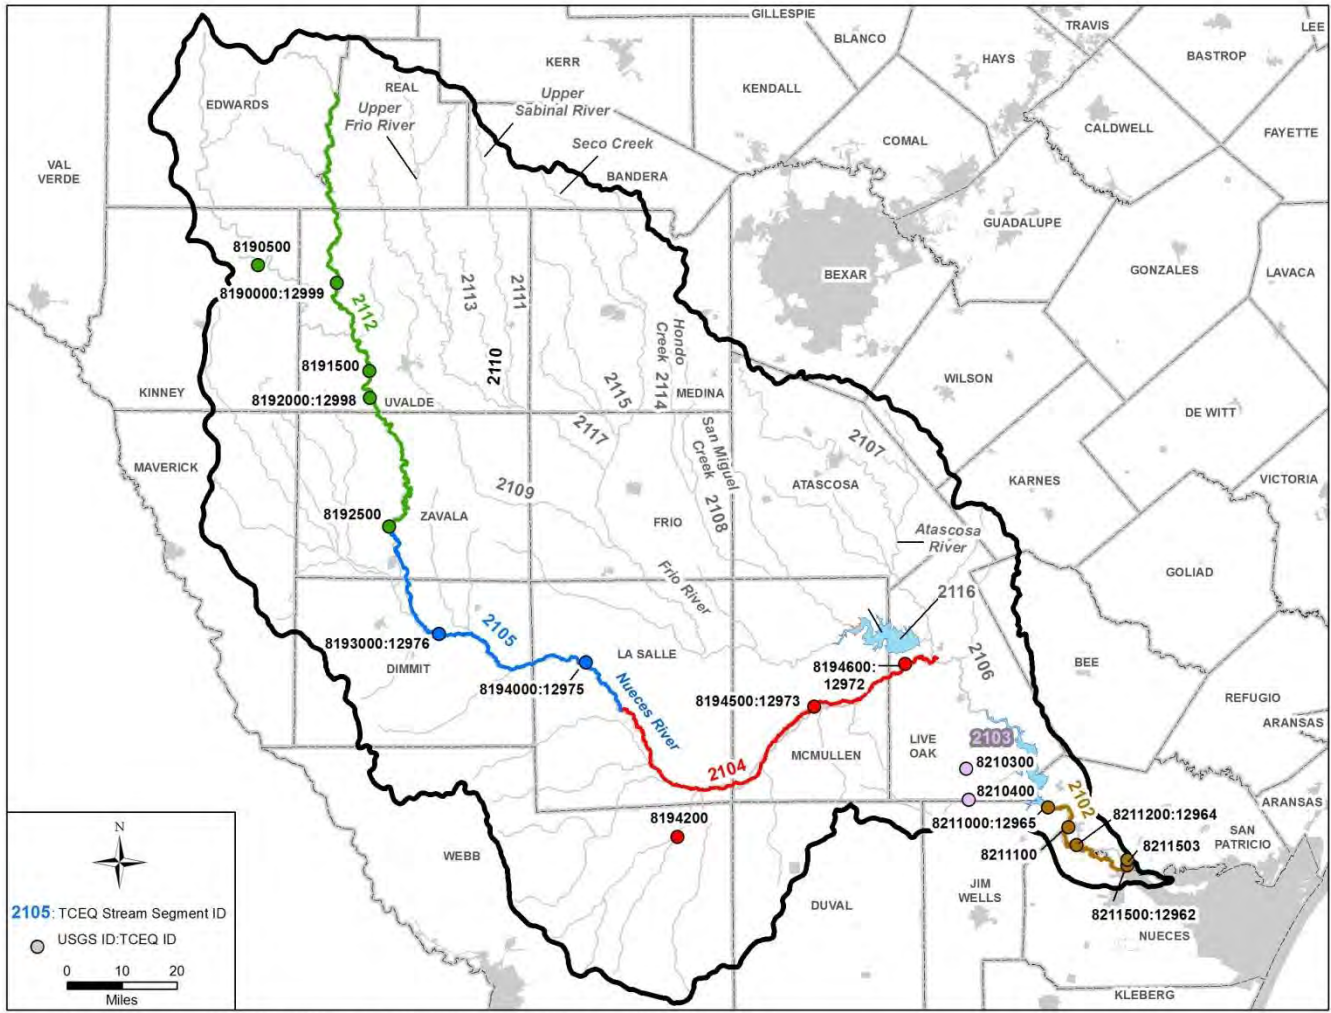 GILLESPIE
TRAVIS
LEE
BLANCO
BASTROP
HAYS
KERR
REAL
KENDALL
EDWARDS
Upper
Frio River
Upper
Sabinal River
CALDWELL
FAYETTE
COMAL
Seco Creek
VAL
VERDE
BANDERA
GUADALUPE
8190500
BEXAR
GONZALES
LAVACA
8190000:12999
2112
2113
2111
2110
Hondo
Creek 2114
8191500
2115
WILSON
KINNEY
8192000:12998
UVALDE
MEDINA
DE WITT
2117
San Miguel
Creek 2108
2107
MAVERICK
2109
ATASCOSA
KARNES
VICTORIA
8192500
ZAVALA
FRIO
Atascosa
River
Frio River
GOLIAD
2116
8193000:12976
2105
DIMMIT
LA SALLE
8194600:
12972
2106
BEE
8194000:12975
Nueces River
8194500:12973
REFUGIO
ARANSAS
2103
LIVE
OAK
MCMULLEN
8210300
2104
8210400
2102
ARANSAS
8194200
8211000:12965
8211200:12964
SAN
PATRICIO
8211503
8211100
WEBB
JIM
WELLS
DUVAL
8211500:12962
NUECES
KLEBERG
N
2105: TCEQ Stream Segment ID
USGS ID:TCEQ ID
0 10 20
Miles